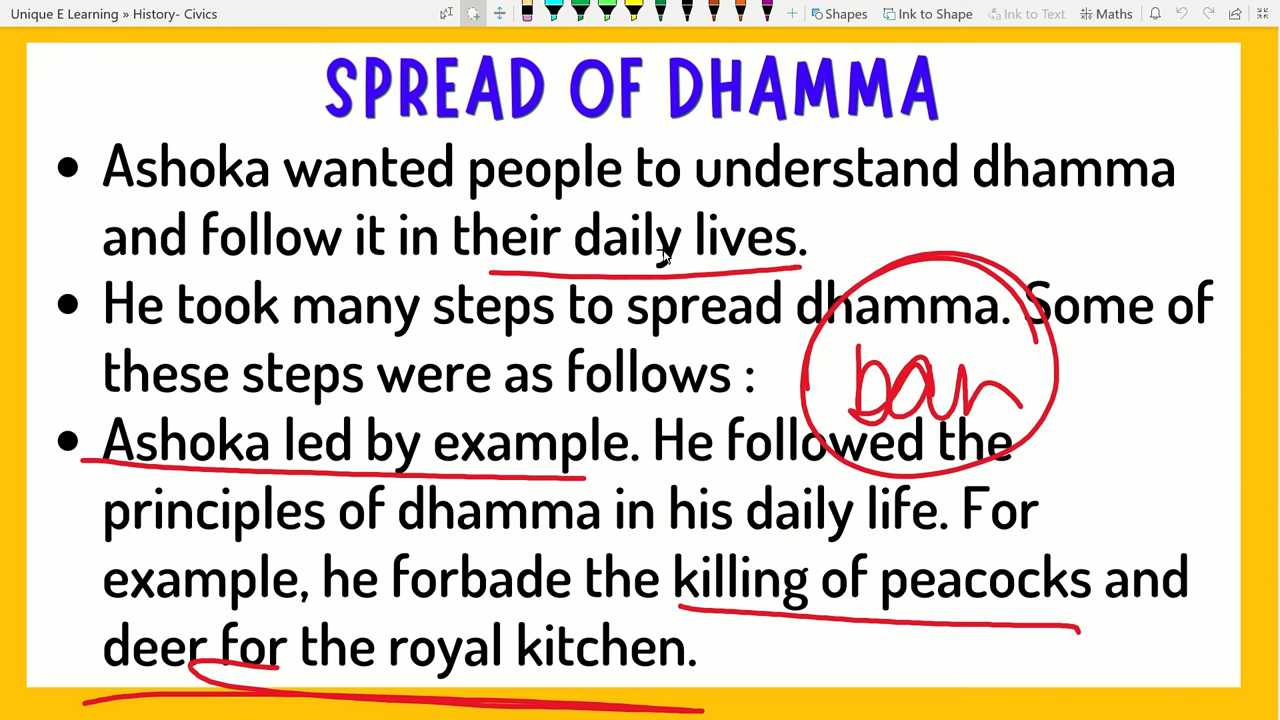 Unique E Learning » History- Civics
Shapes
Ink to Shape
Ink to Text
Maths
SPREAD OF DHAMMA
• Ashoka wanted people to understand dhamma
and follow it in their daily lives.
• He took many steps to spread dhamma. Some of
these steps were as follows :
ban
• Ashoka led by example. He followed the
principles of dhamma in his daily life. For
example, he forbade the killing of peacocks and
deer for the royal kitchen.